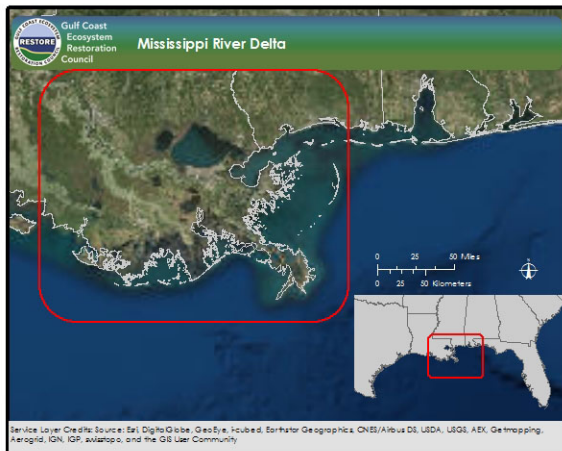 Gulf Coast Ecosystem Restoration Council
RESTORE
Mississippi River Delta
0 25 50 Miles
0 25 50 Kilometers
N
Service Layer Credits: Source: Esri, DigitalGlobe, GeoEye, i-cubed, Earthstar Geographics, CNES/Airbus DS, USDA, USGS, AEX, Getmapping,
Aerogrid, IGN, IGP, swisstopo, and the GIS User Community